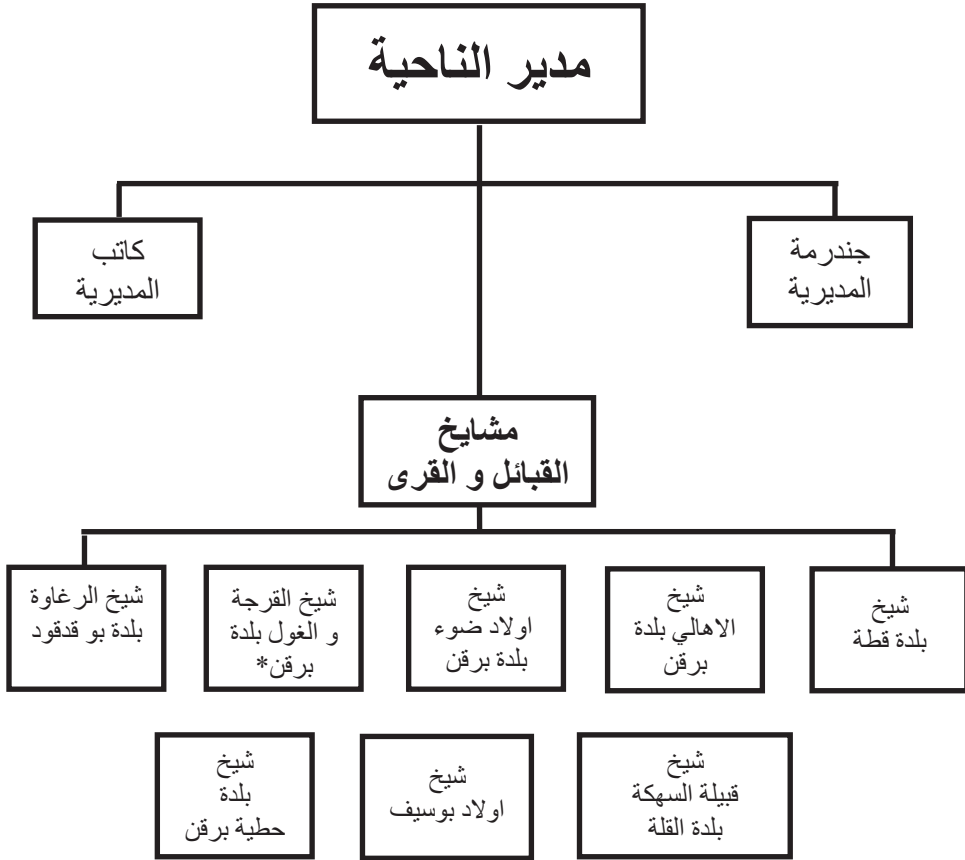 مدير الناحية
جندرمة
المديرية
كاتب
المديرية
مشايخ
القبائل و القرى
شيخ
بلدة قطة
شيخ
الاهالي بلدة
برقن
شيخ
اولاد ضوء
بلدة برقن
شيخ القرجة
و الغول بلدة
برقن*
شيخ الرغاوة
بلدة بو قدقود
شيخ
قبيلة السهكة
بلدة القلة
شيخ
اولاد بوسيف
شيخ
بلدة
حطية برقن